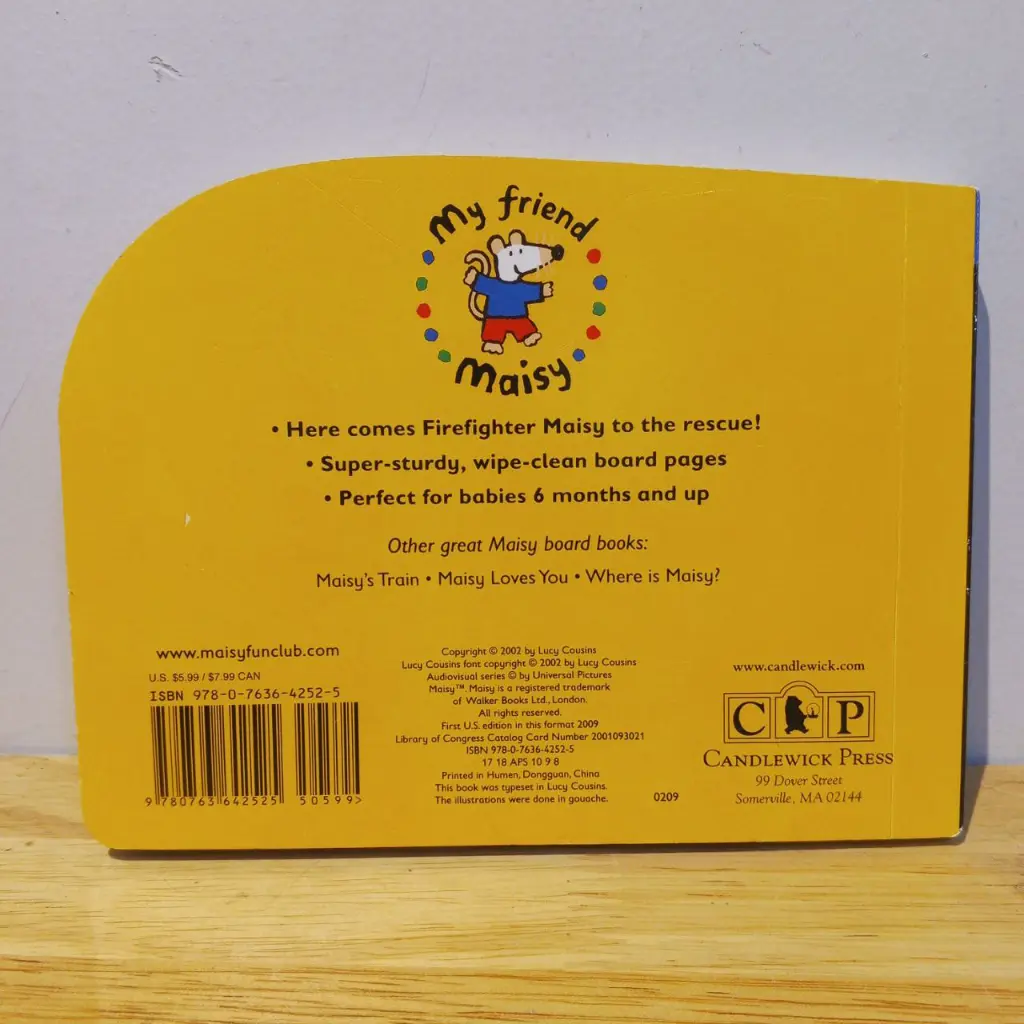 My friend
Maisy
• Here comes Firefighter Maisy to the rescue!
• Super-sturdy, wipe-clean board pages
• Perfect for babies 6 months and up
Other great Maisy board books:
Maisy's Train • Maisy Loves You • Where is Maisy?
www.maisyfunclub.com
U.S. $5.99 / $7.99 CAN
ISBN 978-0-7636-4252-5
9 780763 642525
50599>
Copyright © 2002 by Lucy Cousins
Lucy Cousins font copyright © 2002 by Lucy Cousins
Audiovisual series © by Universal Pictures
Maisy™. Maisy is a registered trademark
of Walker Books Ltd., London.
All rights reserved.
First U.S. edition in this format 2009
Library of Congress Catalog Card Number 2001093021
ISBN 978-0-7636-4252-5
17 18 APS 10 9 8
Printed in Humen, Dongguan, China
This book was typeset in Lucy Cousins.
The illustrations were done in gouache.
0209
www.candlewick.com
C P
CANDLEWICK PRESS
99 Dover Street
Somerville, MA 02144